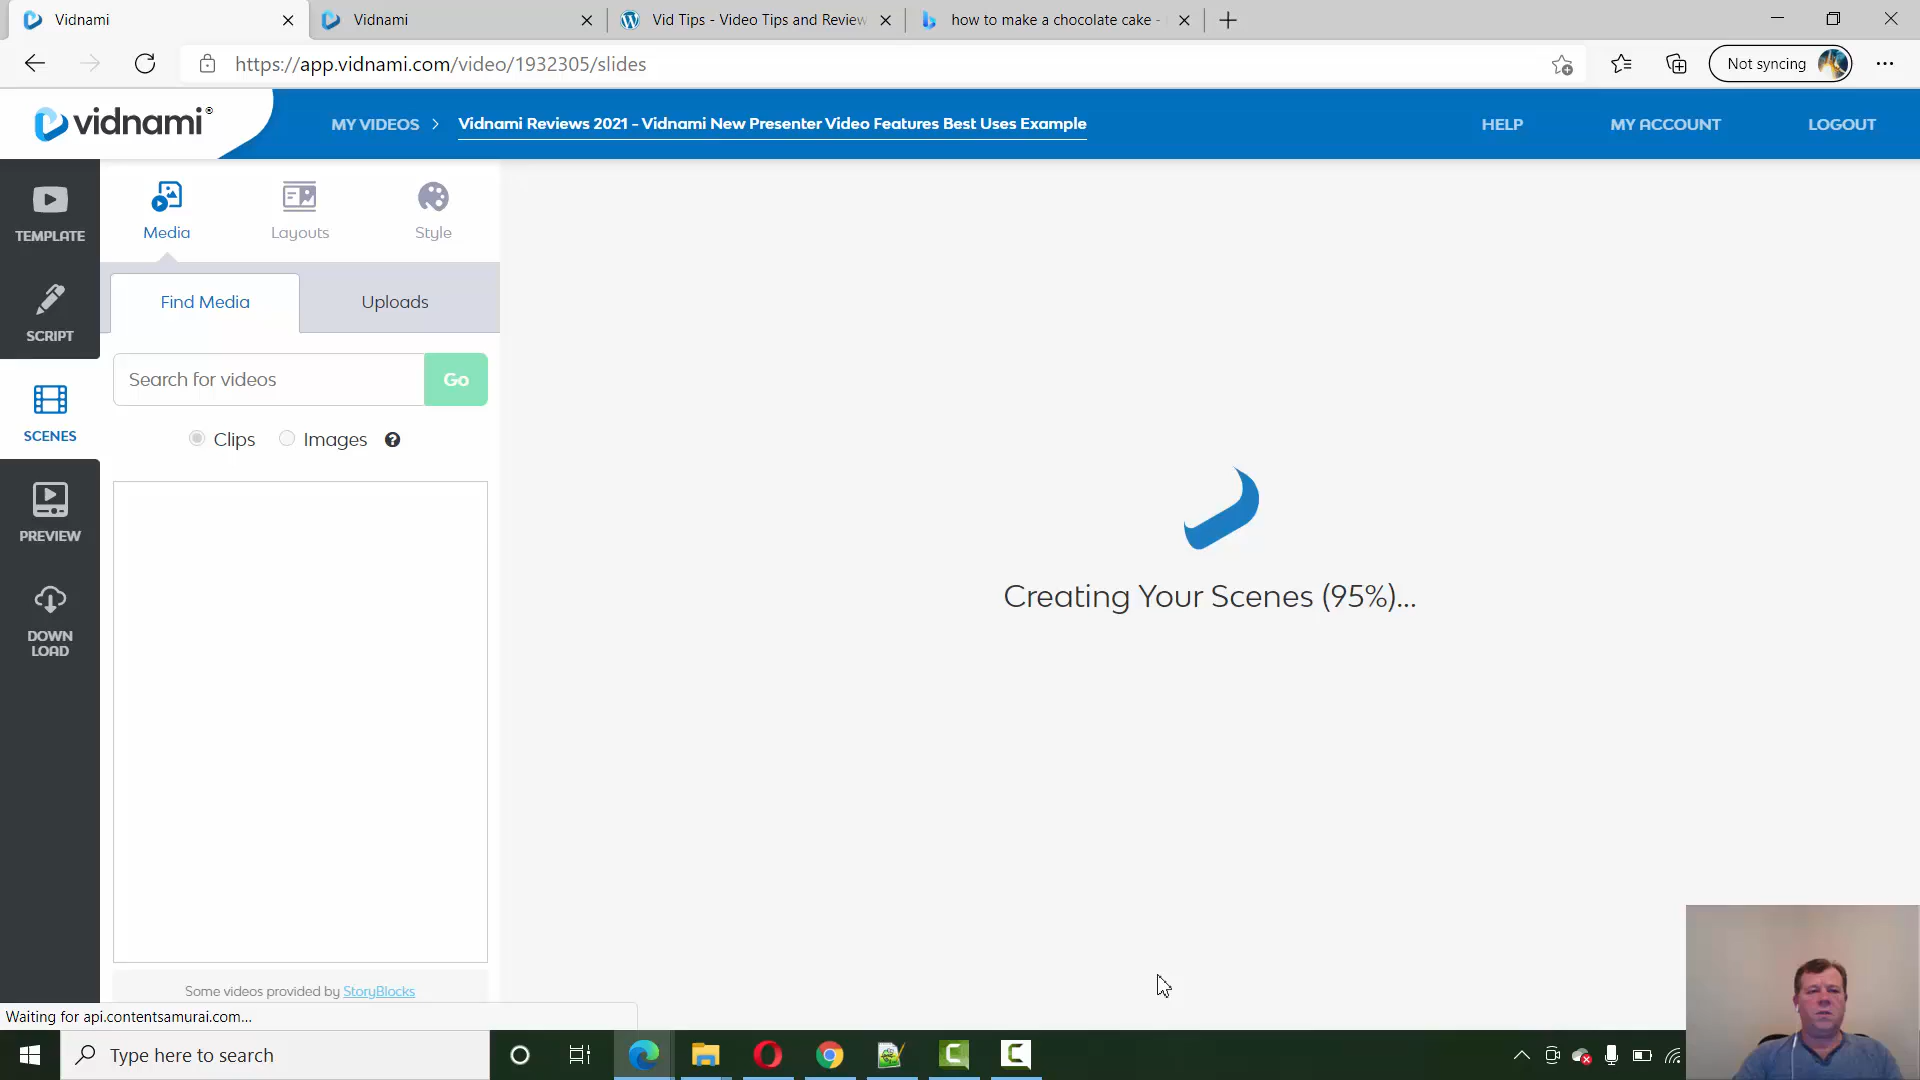 Vidnami
Vidnami
Vid Tips - Video Tips and Review
how to make a chocolate cake -
https://app.vidnami.com/video/1932305/slides
Not syncing
vidnami®
MY VIDEOS > Vidnami Reviews 2021 - Vidnami New Presenter Video Features Best Uses Example
HELP
MY ACCOUNT
LOGOUT
TEMPLATE
SCRIPT
SCENES
PREVIEW
DOWN
LOAD
Media
Layouts
Style
Find Media
Uploads
Search for videos
Go
Clips
Images
?
Creating Your Scenes (95%)...
Some videos provided by StoryBlocks
Waiting for api.contentsamurai.com...
Type here to search